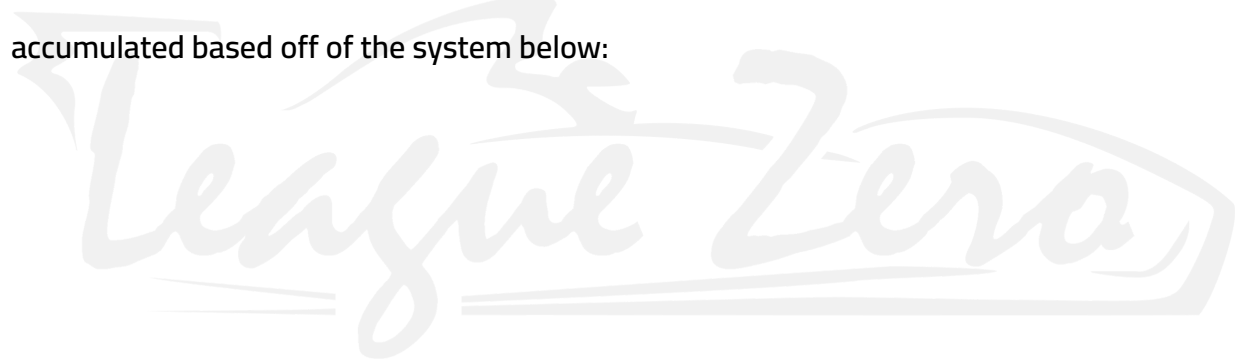 accumulated based off of the system below:
League Zero